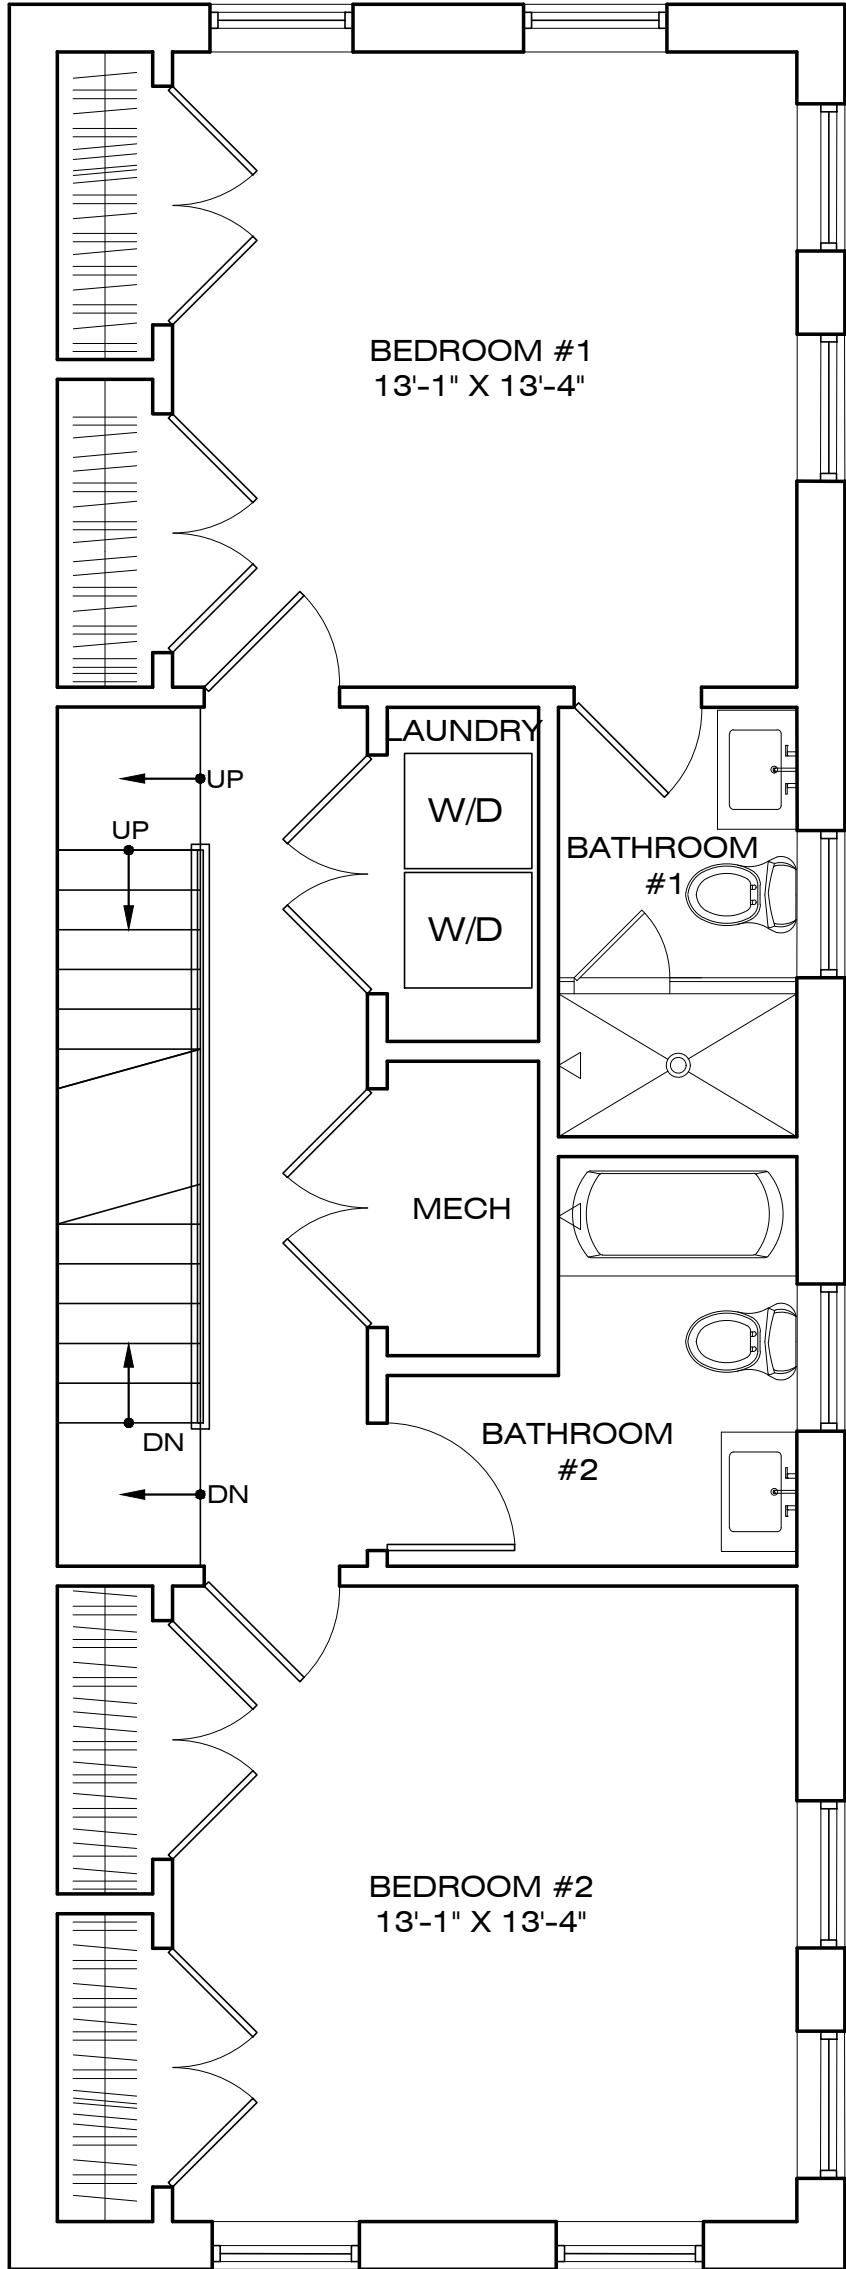 BEDROOM #1
13'-1" X 13'-4"
LAUNDRY
UP
W/D
UP
BATHROOM
#1
W/D
MECH
BATHROOM
#2
DN
DN
BEDROOM #2
13'-1" X 13'-4"